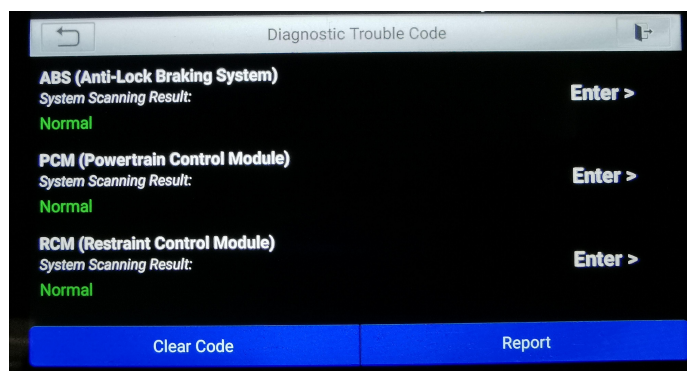 Diagnostic Trouble Code
ABS (Anti-Lock Braking System)
System Scanning Result:
Enter >
Normal
PCM (Powertrain Control Module)
System Scanning Result:
Enter >
Normal
RCM (Restraint Control Module)
System Scanning Result:
Enter >
Normal
Clear Code
Report